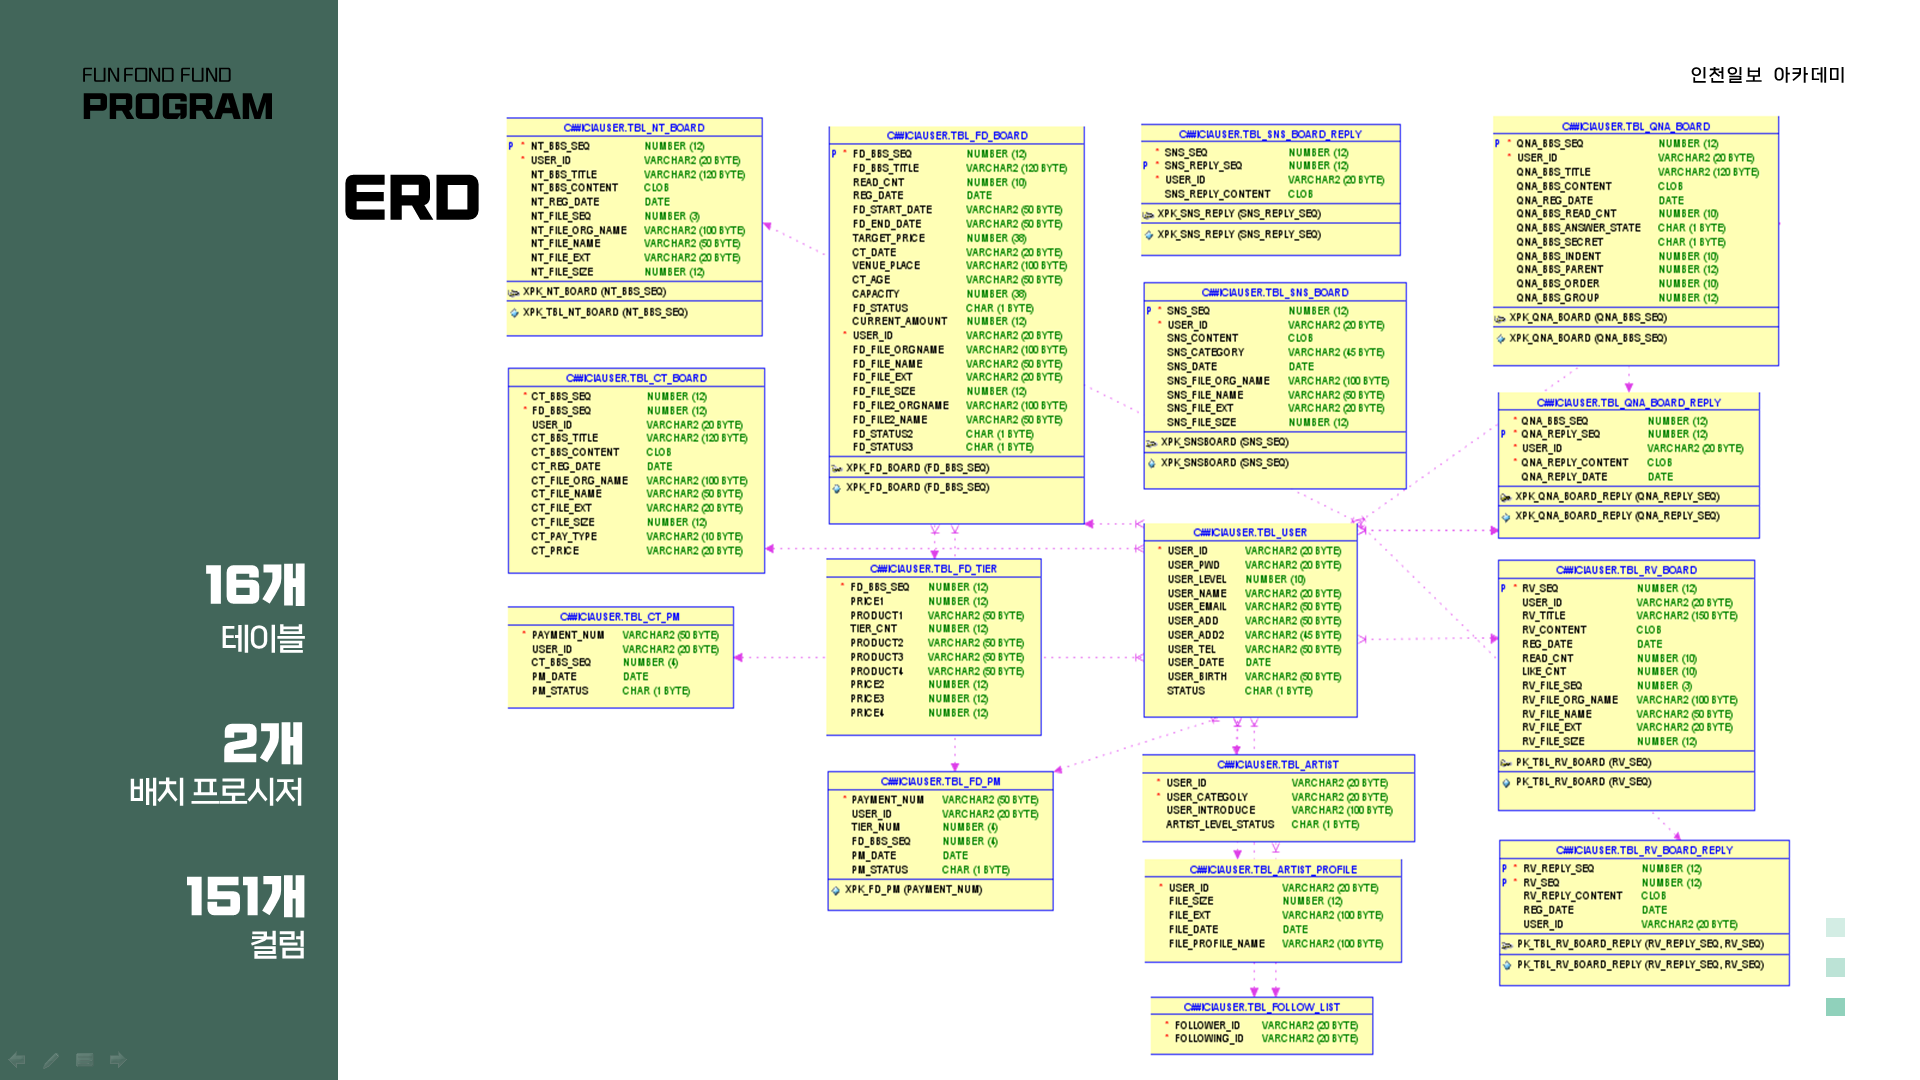 FUN FOND FUND
PROGRAM
인천일보 아카데미
ERD
16개
테이블
2개
배치 프로시저
151개
컬럼
C##ICIAUSER.TBL_NT_BOARD
P * NT_BBS_SEQ NUMBER (12)
* USER_ID VARCHAR2 (20 BYTE)
NT_BBS_TITLE VARCHAR2 (120 BYTE)
NT_BBS_CONTENT CLOB
NT_REG_DATE DATE
NT_FILE_SEQ NUMBER (3)
NT_FILE_ORG_NAME VARCHAR2 (100 BYTE)
NT_FILE_NAME VARCHAR2 (50 BYTE)
NT_FILE_EXT VARCHAR2 (20 BYTE)
NT_FILE_SIZE NUMBER (12)
XPK_NT_BOARD (NT_BBS_SEQ)
XPK_TBL_NT_BOARD (NT_BBS_SEQ)
C##ICIAUSER.TBL_CT_BOARD
* CT_BBS_SEQ NUMBER (12)
* FD_BBS_SEQ NUMBER (12)
USER_ID VARCHAR2 (20 BYTE)
CT_BBS_TITLE VARCHAR2 (120 BYTE)
CT_BBS_CONTENT CLOB
CT_REG_DATE DATE
CT_FILE_ORG_NAME VARCHAR2 (100 BYTE)
CT_FILE_NAME VARCHAR2 (50 BYTE)
CT_FILE_EXT VARCHAR2 (20 BYTE)
CT_FILE_SIZE NUMBER (12)
CT_PAY_TYPE VARCHAR2 (10 BYTE)
CT_PRICE VARCHAR2 (20 BYTE)
C##ICIAUSER.TBL_CT_PM
* PAYMENT_NUM VARCHAR2 (50 BYTE)
USER_ID VARCHAR2 (20 BYTE)
CT_BBS_SEQ NUMBER (4)
PM_DATE DATE
PM_STATUS CHAR (1 BYTE)
C##ICIAUSER.TBL_FD_BOARD
P * FD_BBS_SEQ NUMBER (12)
FD_BBS_TITLE VARCHAR2 (120 BYTE)
READ_CNT NUMBER (10)
REG_DATE DATE
FD_START_DATE VARCHAR2 (50 BYTE)
FD_END_DATE VARCHAR2 (50 BYTE)
TARGET_PRICE NUMBER (38)
CT_DATE VARCHAR2 (20 BYTE)
VENUE_PLACE VARCHAR2 (100 BYTE)
CT_AGE VARCHAR2 (50 BYTE)
CAPACITY NUMBER (38)
FD_STATUS CHAR (1 BYTE)
CURRENT_AMOUNT NUMBER (12)
* USER_ID VARCHAR2 (20 BYTE)
FD_FILE_ORGNAME VARCHAR2 (100 BYTE)
FD_FILE_NAME VARCHAR2 (50 BYTE)
FD_FILE_EXT VARCHAR2 (20 BYTE)
FD_FILE_SIZE NUMBER (12)
FD_FILE2_ORGNAME VARCHAR2 (100 BYTE)
FD_FILE2_NAME VARCHAR2 (50 BYTE)
FD_STATUS2 CHAR (1 BYTE)
FD_STATUS3 CHAR (1 BYTE)
XPK_FD_BOARD (FD_BBS_SEQ)
XPK_FD_BOARD (FD_BBS_SEQ)
C##ICIAUSER.TBL_FD_TIER
* FD_BBS_SEQ NUMBER (12)
PRICE1 NUMBER (12)
PRODUCT1 VARCHAR2 (50 BYTE)
TIER_CNT NUMBER (12)
PRODUCT2 VARCHAR2 (50 BYTE)
PRODUCT3 VARCHAR2 (50 BYTE)
PRODUCT4 VARCHAR2 (50 BYTE)
PRICE2 NUMBER (12)
PRICE3 NUMBER (12)
PRICE4 NUMBER (12)
C##ICIAUSER.TBL_FD_PM
* PAYMENT_NUM VARCHAR2 (50 BYTE)
USER_ID VARCHAR2 (20 BYTE)
TIER_NUM NUMBER (4)
FD_BBS_SEQ NUMBER (4)
PM_DATE DATE
PM_STATUS CHAR (1 BYTE)
XPK_FD_PM (PAYMENT_NUM)
C##ICIAUSER.TBL_SNS_BOARD_REPLY
* SNS_SEQ NUMBER (12)
P * SNS_REPLY_SEQ NUMBER (12)
* USER_ID VARCHAR2 (20 BYTE)
SNS_REPLY_CONTENT CLOB
XPK_SNS_REPLY (SNS_REPLY_SEQ)
XPK_SNS_REPLY (SNS_REPLY_SEQ)
C##ICIAUSER.TBL_SNS_BOARD
P * SNS_SEQ NUMBER (12)
* USER_ID VARCHAR2 (20 BYTE)
SNS_CONTENT CLOB
SNS_CATEGORY VARCHAR2 (45 BYTE)
SNS_DATE DATE
SNS_FILE_ORG_NAME VARCHAR2 (100 BYTE)
SNS_FILE_NAME VARCHAR2 (50 BYTE)
SNS_FILE_EXT VARCHAR2 (20 BYTE)
SNS_FILE_SIZE NUMBER (12)
XPK_SNSBOARD (SNS_SEQ)
XPK_SNSBOARD (SNS_SEQ)
C##ICIAUSER.TBL_USER
* USER_ID VARCHAR2 (20 BYTE)
USER_PWD VARCHAR2 (20 BYTE)
USER_LEVEL NUMBER (10)
USER_NAME VARCHAR2 (20 BYTE)
USER_EMAIL VARCHAR2 (50 BYTE)
USER_ADD VARCHAR2 (50 BYTE)
USER_ADD2 VARCHAR2 (45 BYTE)
USER_TEL VARCHAR2 (50 BYTE)
USER_DATE DATE
USER_BIRTH VARCHAR2 (50 BYTE)
STATUS CHAR (1 BYTE)
C##ICIAUSER.TBL_ARTIST
* USER_ID VARCHAR2 (20 BYTE)
* USER_CATEGOLY VARCHAR2 (20 BYTE)
USER_INTRODUCE VARCHAR2 (100 BYTE)
ARTIST_LEVEL_STATUS CHAR (1 BYTE)
C##ICIAUSER.TBL_ARTIST_PROFILE
* USER_ID VARCHAR2 (20 BYTE)
FILE_SIZE NUMBER (12)
FILE_EXT VARCHAR2 (100 BYTE)
FILE_DATE DATE
FILE_PROFILE_NAME VARCHAR2 (100 BYTE)
C##ICIAUSER.TBL_FOLLOW_LIST
* FOLLOWER_ID VARCHAR2 (20 BYTE)
* FOLLOWING_ID VARCHAR2 (20 BYTE)
C##ICIAUSER.TBL_QNA_BOARD
P * QNA_BBS_SEQ NUMBER (12)
* USER_ID VARCHAR2 (20 BYTE)
QNA_BBS_TITLE VARCHAR2 (120 BYTE)
QNA_BBS_CONTENT CLOB
QNA_REG_DATE DATE
QNA_BBS_READ_CNT NUMBER (10)
QNA_BBS_ANSWER_STATE CHAR (1 BYTE)
QNA_BBS_SECRET CHAR (1 BYTE)
QNA_BBS_INDENT NUMBER (10)
QNA_BBS_PARENT NUMBER (12)
QNA_BBS_ORDER NUMBER (10)
QNA_BBS_GROUP NUMBER (12)
XPK_QNA_BOARD (QNA_BBS_SEQ)
XPK_QNA_BOARD (QNA_BBS_SEQ)
C##ICIAUSER.TBL_QNA_BOARD_REPLY
* QNA_BBS_SEQ NUMBER (12)
P * QNA_REPLY_SEQ NUMBER (12)
* USER_ID VARCHAR2 (20 BYTE)
* QNA_REPLY_CONTENT CLOB
* QNA_REPLY_DATE DATE
XPK_QNA_BOARD_REPLY (QNA_REPLY_SEQ)
XPK_QNA_BOARD_REPLY (QNA_REPLY_SEQ)
C##ICIAUSER.TBL_RV_BOARD
P * RV_SEQ NUMBER (12)
USER_ID VARCHAR2 (20 BYTE)
RV_TITLE VARCHAR2 (150 BYTE)
RV_CONTENT CLOB
REG_DATE DATE
READ_CNT NUMBER (10)
LIKE_CNT NUMBER (10)
RV_FILE_SEQ NUMBER (3)
RV_FILE_ORG_NAME VARCHAR2 (100 BYTE)
RV_FILE_NAME VARCHAR2 (50 BYTE)
RV_FILE_EXT VARCHAR2 (20 BYTE)
RV_FILE_SIZE NUMBER (12)
PK_TBL_RV_BOARD (RV_SEQ)
PK_TBL_RV_BOARD (RV_SEQ)
C##ICIAUSER.TBL_RV_BOARD_REPLY
P * RV_REPLY_SEQ NUMBER (12)
P * RV_SEQ NUMBER (12)
RV_REPLY_CONTENT CLOB
REG_DATE DATE
USER_ID VARCHAR2 (20 BYTE)
PK_TBL_RV_BOARD_REPLY (RV_REPLY_SEQ, RV_SEQ)
PK_TBL_RV_BOARD_REPLY (RV_REPLY_SEQ, RV_SEQ)